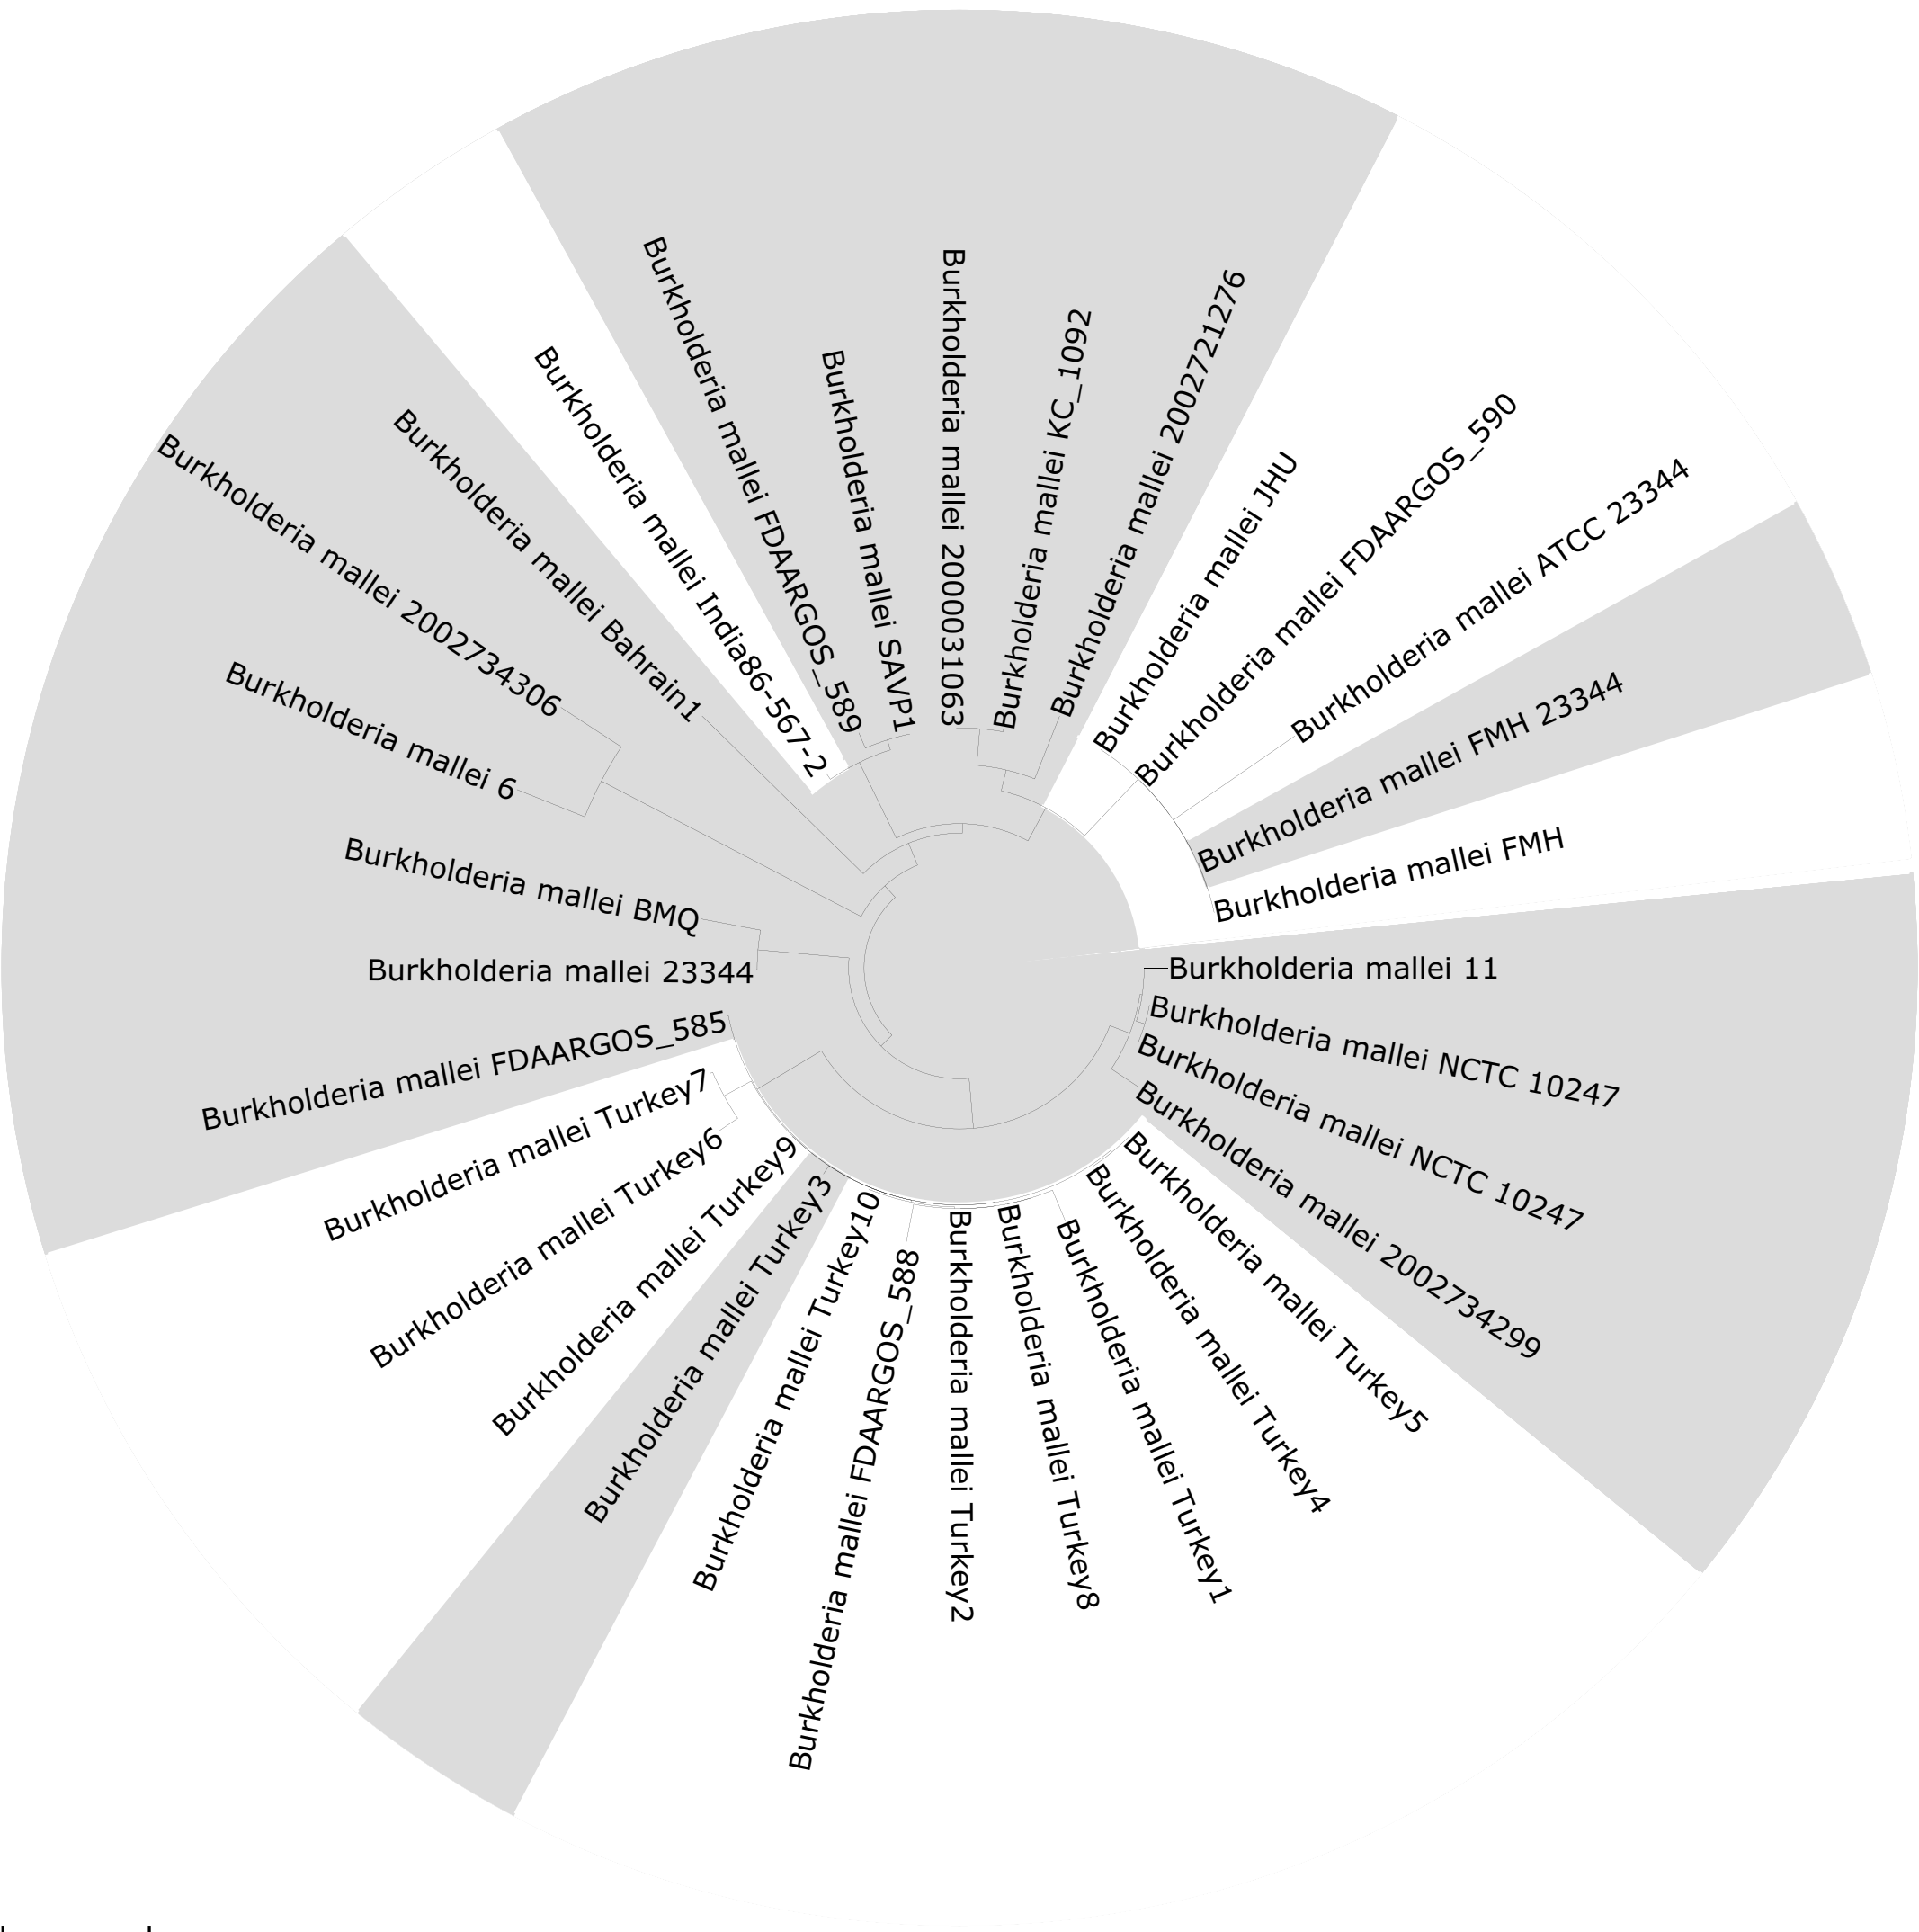 Burkholderia mallei FDAARGOS_589
Burkholderia mallei SAVP1
Burkholderia mallei 2000031063
Burkholderia mallei KC_1092
Burkholderia mallei 2002721276
Burkholderia mallei JHU
Burkholderia mallei FDAARGOS_590
Burkholderia mallei ATCC 23344
Burkholderia mallei FMH 23344
Burkholderia mallei FMH
Burkholderia mallei 11
Burkholderia mallei NCTC 10247
Burkholderia mallei NCTC 10247
Burkholderia mallei 2002734299
Burkholderia mallei Turkey5
Burkholderia mallei Turkey4
Burkholderia mallei Turkey1
Burkholderia mallei Turkey8
Burkholderia mallei Turkey2
Burkholderia mallei FDAARGOS_588
Burkholderia mallei Turkey10
Burkholderia mallei Turkey3
Burkholderia mallei Turkey9
Burkholderia mallei Turkey6
Burkholderia mallei Turkey7
Burkholderia mallei FDAARGOS_585
Burkholderia mallei 23344
Burkholderia mallei BMQ
Burkholderia mallei 6
Burkholderia mallei 2002734306
Burkholderia mallei Bahrain1
Burkholderia mallei India86-567-2